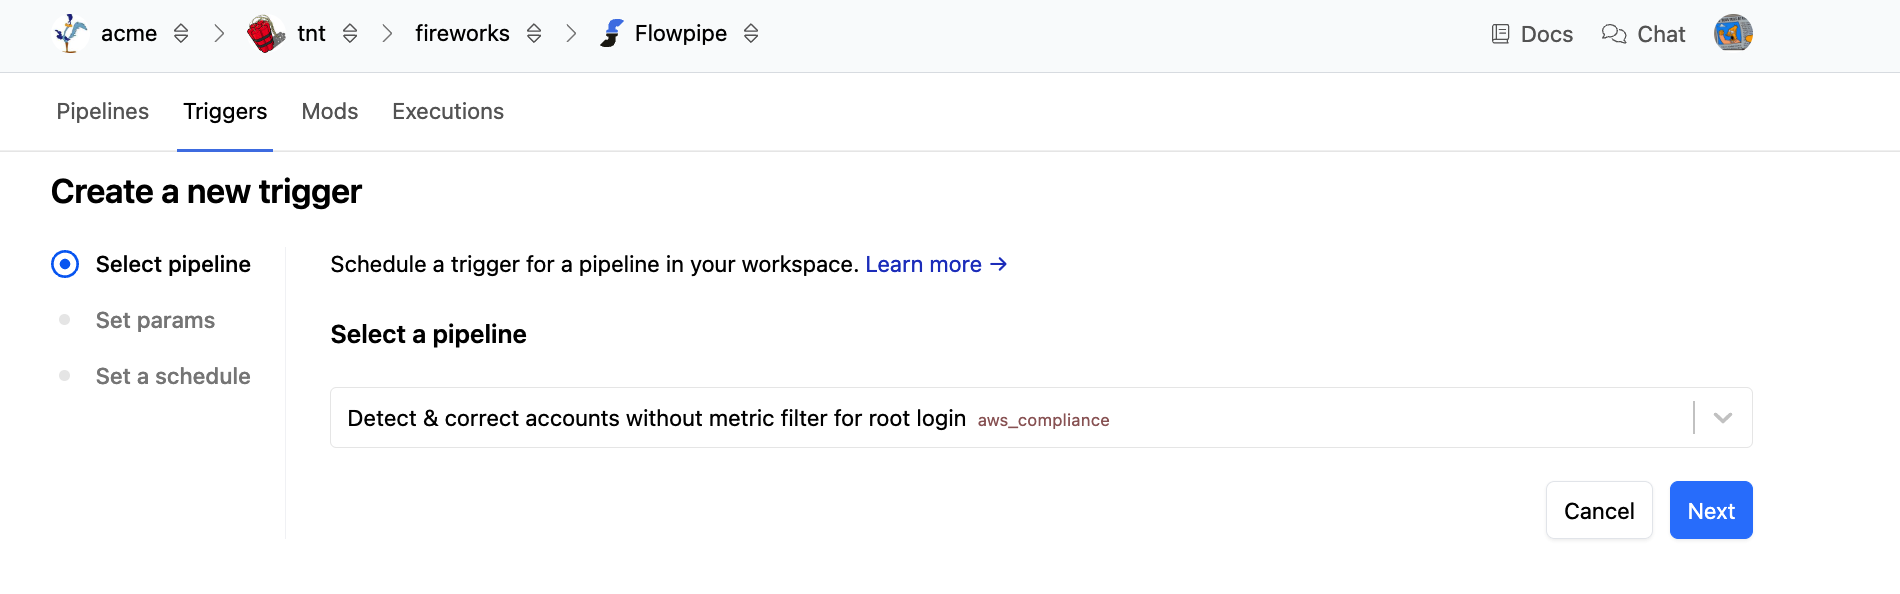 acme tnt fireworks Flowpipe Docs Chat
Pipelines Triggers Mods Executions
Create a new trigger
Select pipeline
Set params
Set a schedule
Schedule a trigger for a pipeline in your workspace. Learn more →
Select a pipeline
Detect & correct accounts without metric filter for root login aws_compliance
Cancel Next